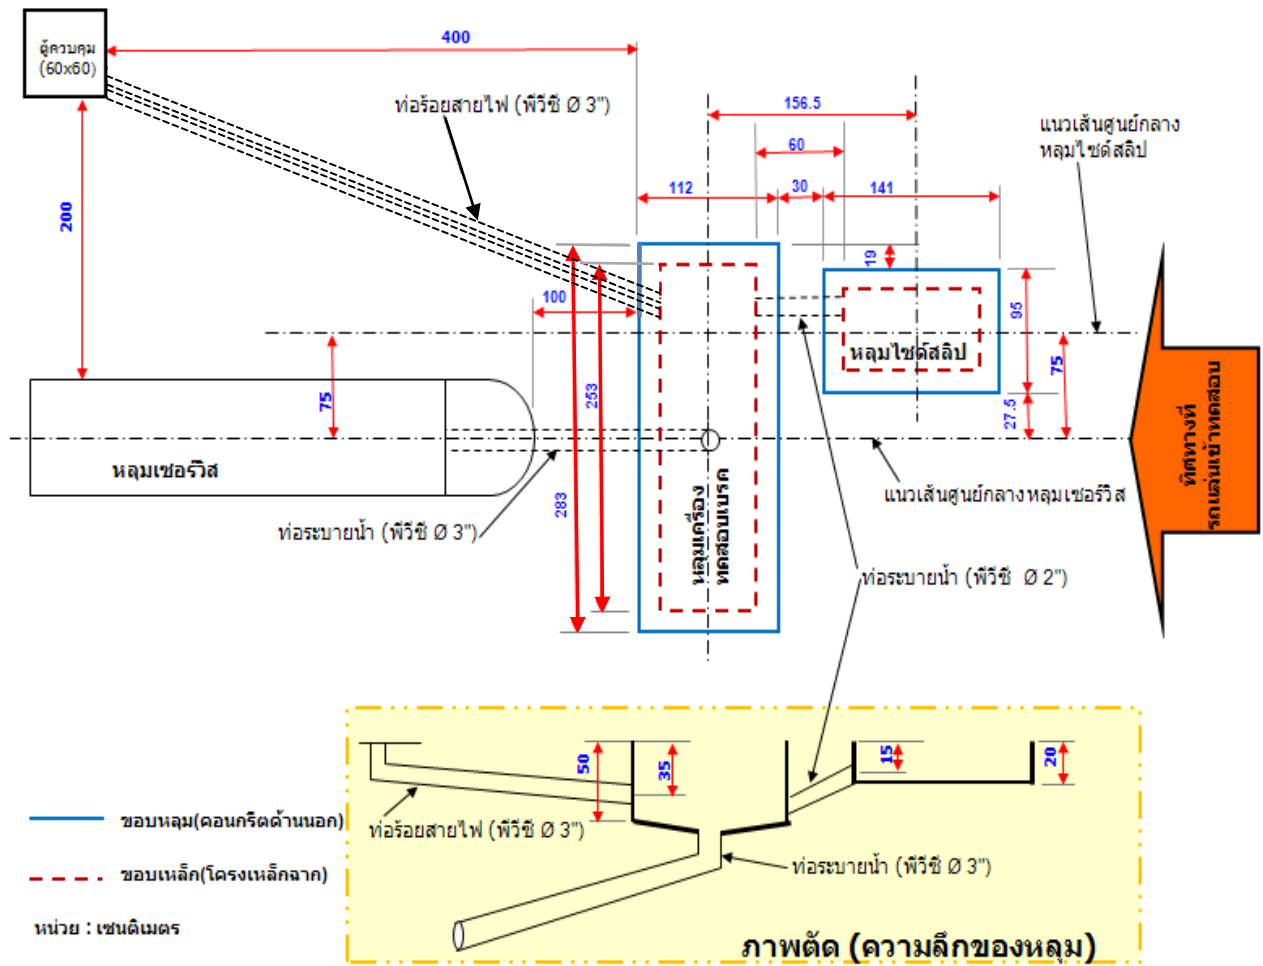 ตู้ควบคุม
(60x60)
400
ท่อร้อยสายไฟ (พีวีซี Ø 3")
156.5
แนวเส้นศูนย์กลาง
หลุมไซด์สลิป
60
112
30
141
200
19
100
95
หลุมไซด์สลิป
75
75
253
27.5
หลุมเซอร์วิส
283
แนวเส้นศูนย์กลางหลุมเซอร์วิส
ทิศทางที่
รถแล่นเข้าทดสอบ
ท่อระบายน้ำ (พีวีซี Ø 3")
หลุมเครื่อง
ทดสอบเบรค
ท่อระบายน้ำ (พีวีซี Ø 2")
50
35
15
20
ขอบหลุม(คอนกรีตด้านนอก)
ท่อร้อยสายไฟ (พีวีซี Ø 3")
ขอบเหล็ก(โครงเหล็กฉาก)
ท่อระบายน้ำ (พีวีซี Ø 3")
หน่วย : เซนติเมตร
ภาพตัด (ความลึกของหลุม)